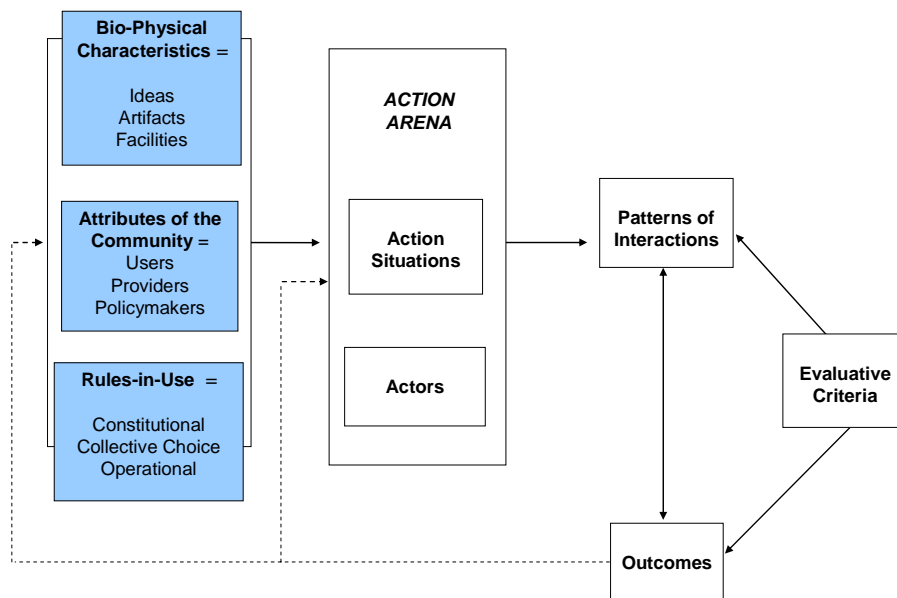 Bio-Physical
Characteristics =
Ideas
Artifacts
Facilities
Attributes of the
Community =
Users
Providers
Policymakers
Rules-in-Use =
Constitutional
Collective Choice
Operational
ACTION
ARENA
Action
Situations
Actors
Patterns of
Interactions
Evaluative
Criteria
Outcomes